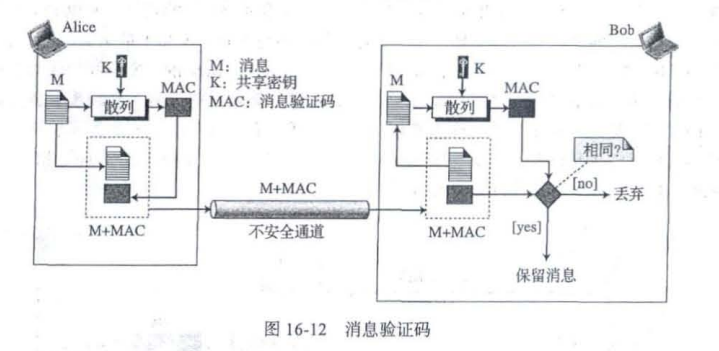 Alice
Bob
K
M
MAC
散列
M+MAC
M：消息
K：共享密钥
MAC：消息验证码
M+MAC
不安全通道
K
M
MAC
散列
相同?
M+MAC
[no]
丢弃
[yes]
保留消息
图 16-12 消息验证码